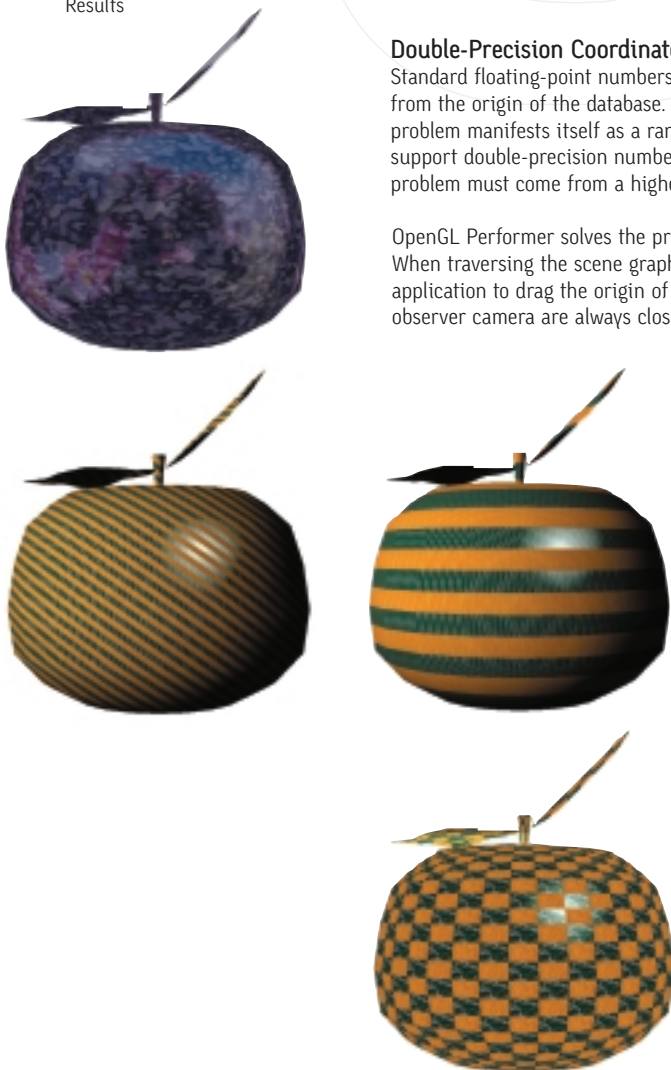 Results
Double-Precision Coordinate
Standard floating-point numbers
from the origin of the database.
problem manifests itself as a ran
support double-precision numbe
problem must come from a highe
OpenGL Performer solves the pr
When traversing the scene graph
application to drag the origin of
observer camera are always clos